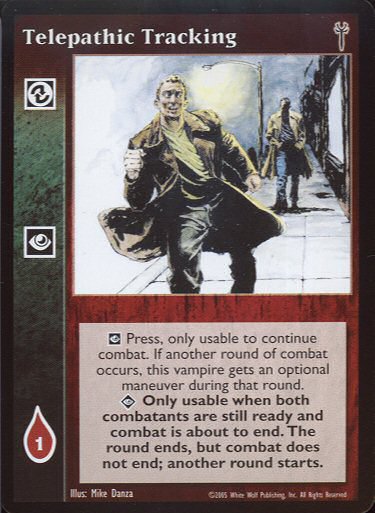 Telepathic Tracking
Press, only usable to continue
combat. If another round of combat
occurs, this vampire gets an optional
maneuver during that round.
Only usable when both
combatants are still ready and
combat is about to end. The
round ends, but combat does
not end; another round starts.
1
Illus: Mike Danza
©2005 White Wolf Publishing, Inc. All Rights Reserved